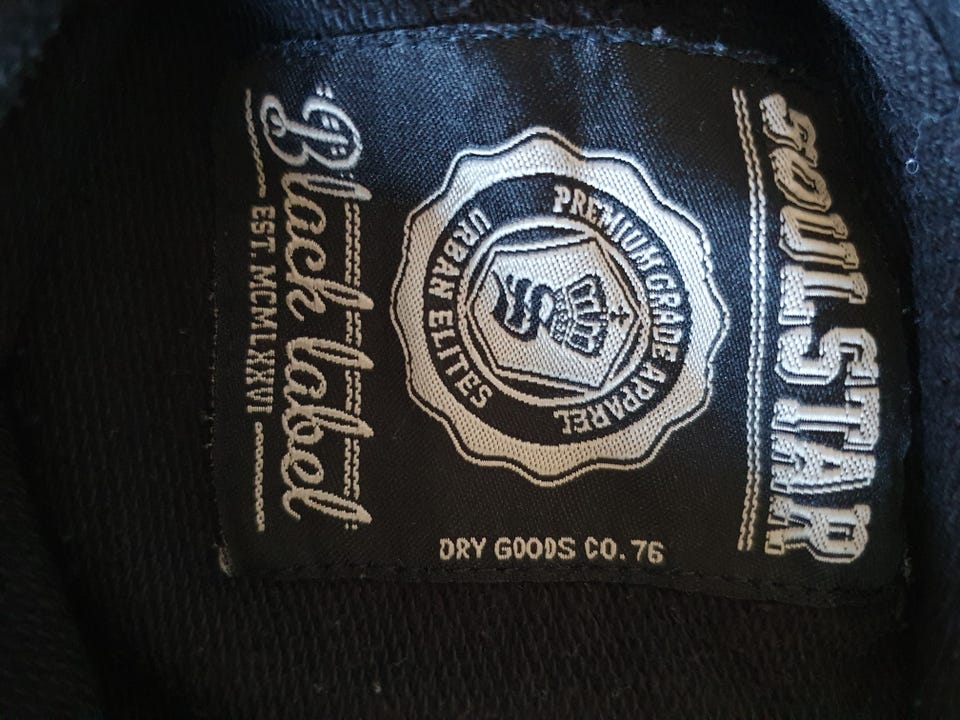 SOULSTAR
PREMIUM GRADE APPAREL
S
URBAN ELITES
Black label
EST. MCMLXXVI
DRY GOODS CO. 76